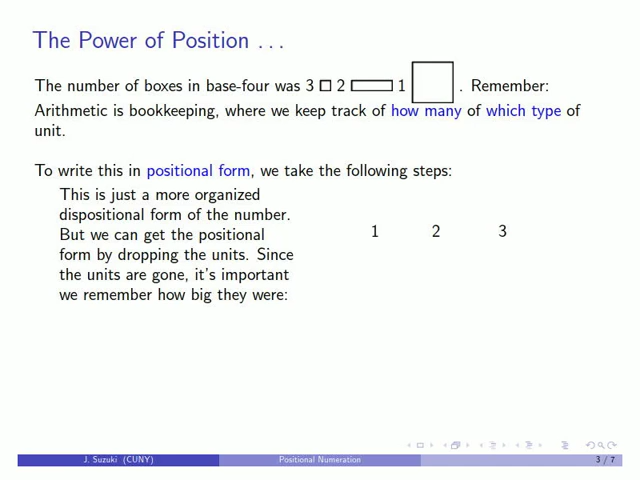 The Power of Position . . .
The number of boxes in base-four was 3 2 1 . Remember:
Arithmetic is bookkeeping, where we keep track of how many of which type of
unit.
To write this in positional form, we take the following steps:
This is just a more organized
dispositional form of the number.
But we can get the positional
form by dropping the units. Since
the units are gone, it's important
we remember how big they were:
1 2 3
J. Suzuki (CUNY) Positional Numeration 3 / 7